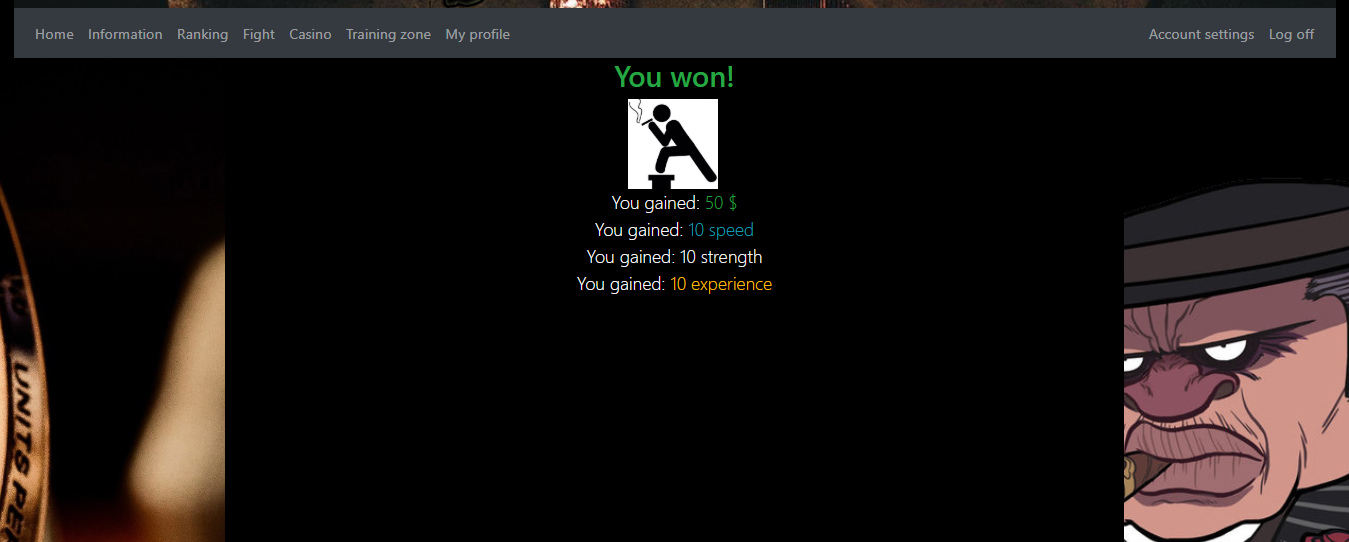 Home Information Ranking Fight Casino Training zone My profile Account settings Log off
You won!
You gained: 50 $
You gained: 10 speed
You gained: 10 strength
You gained: 10 experience
UNITS PE